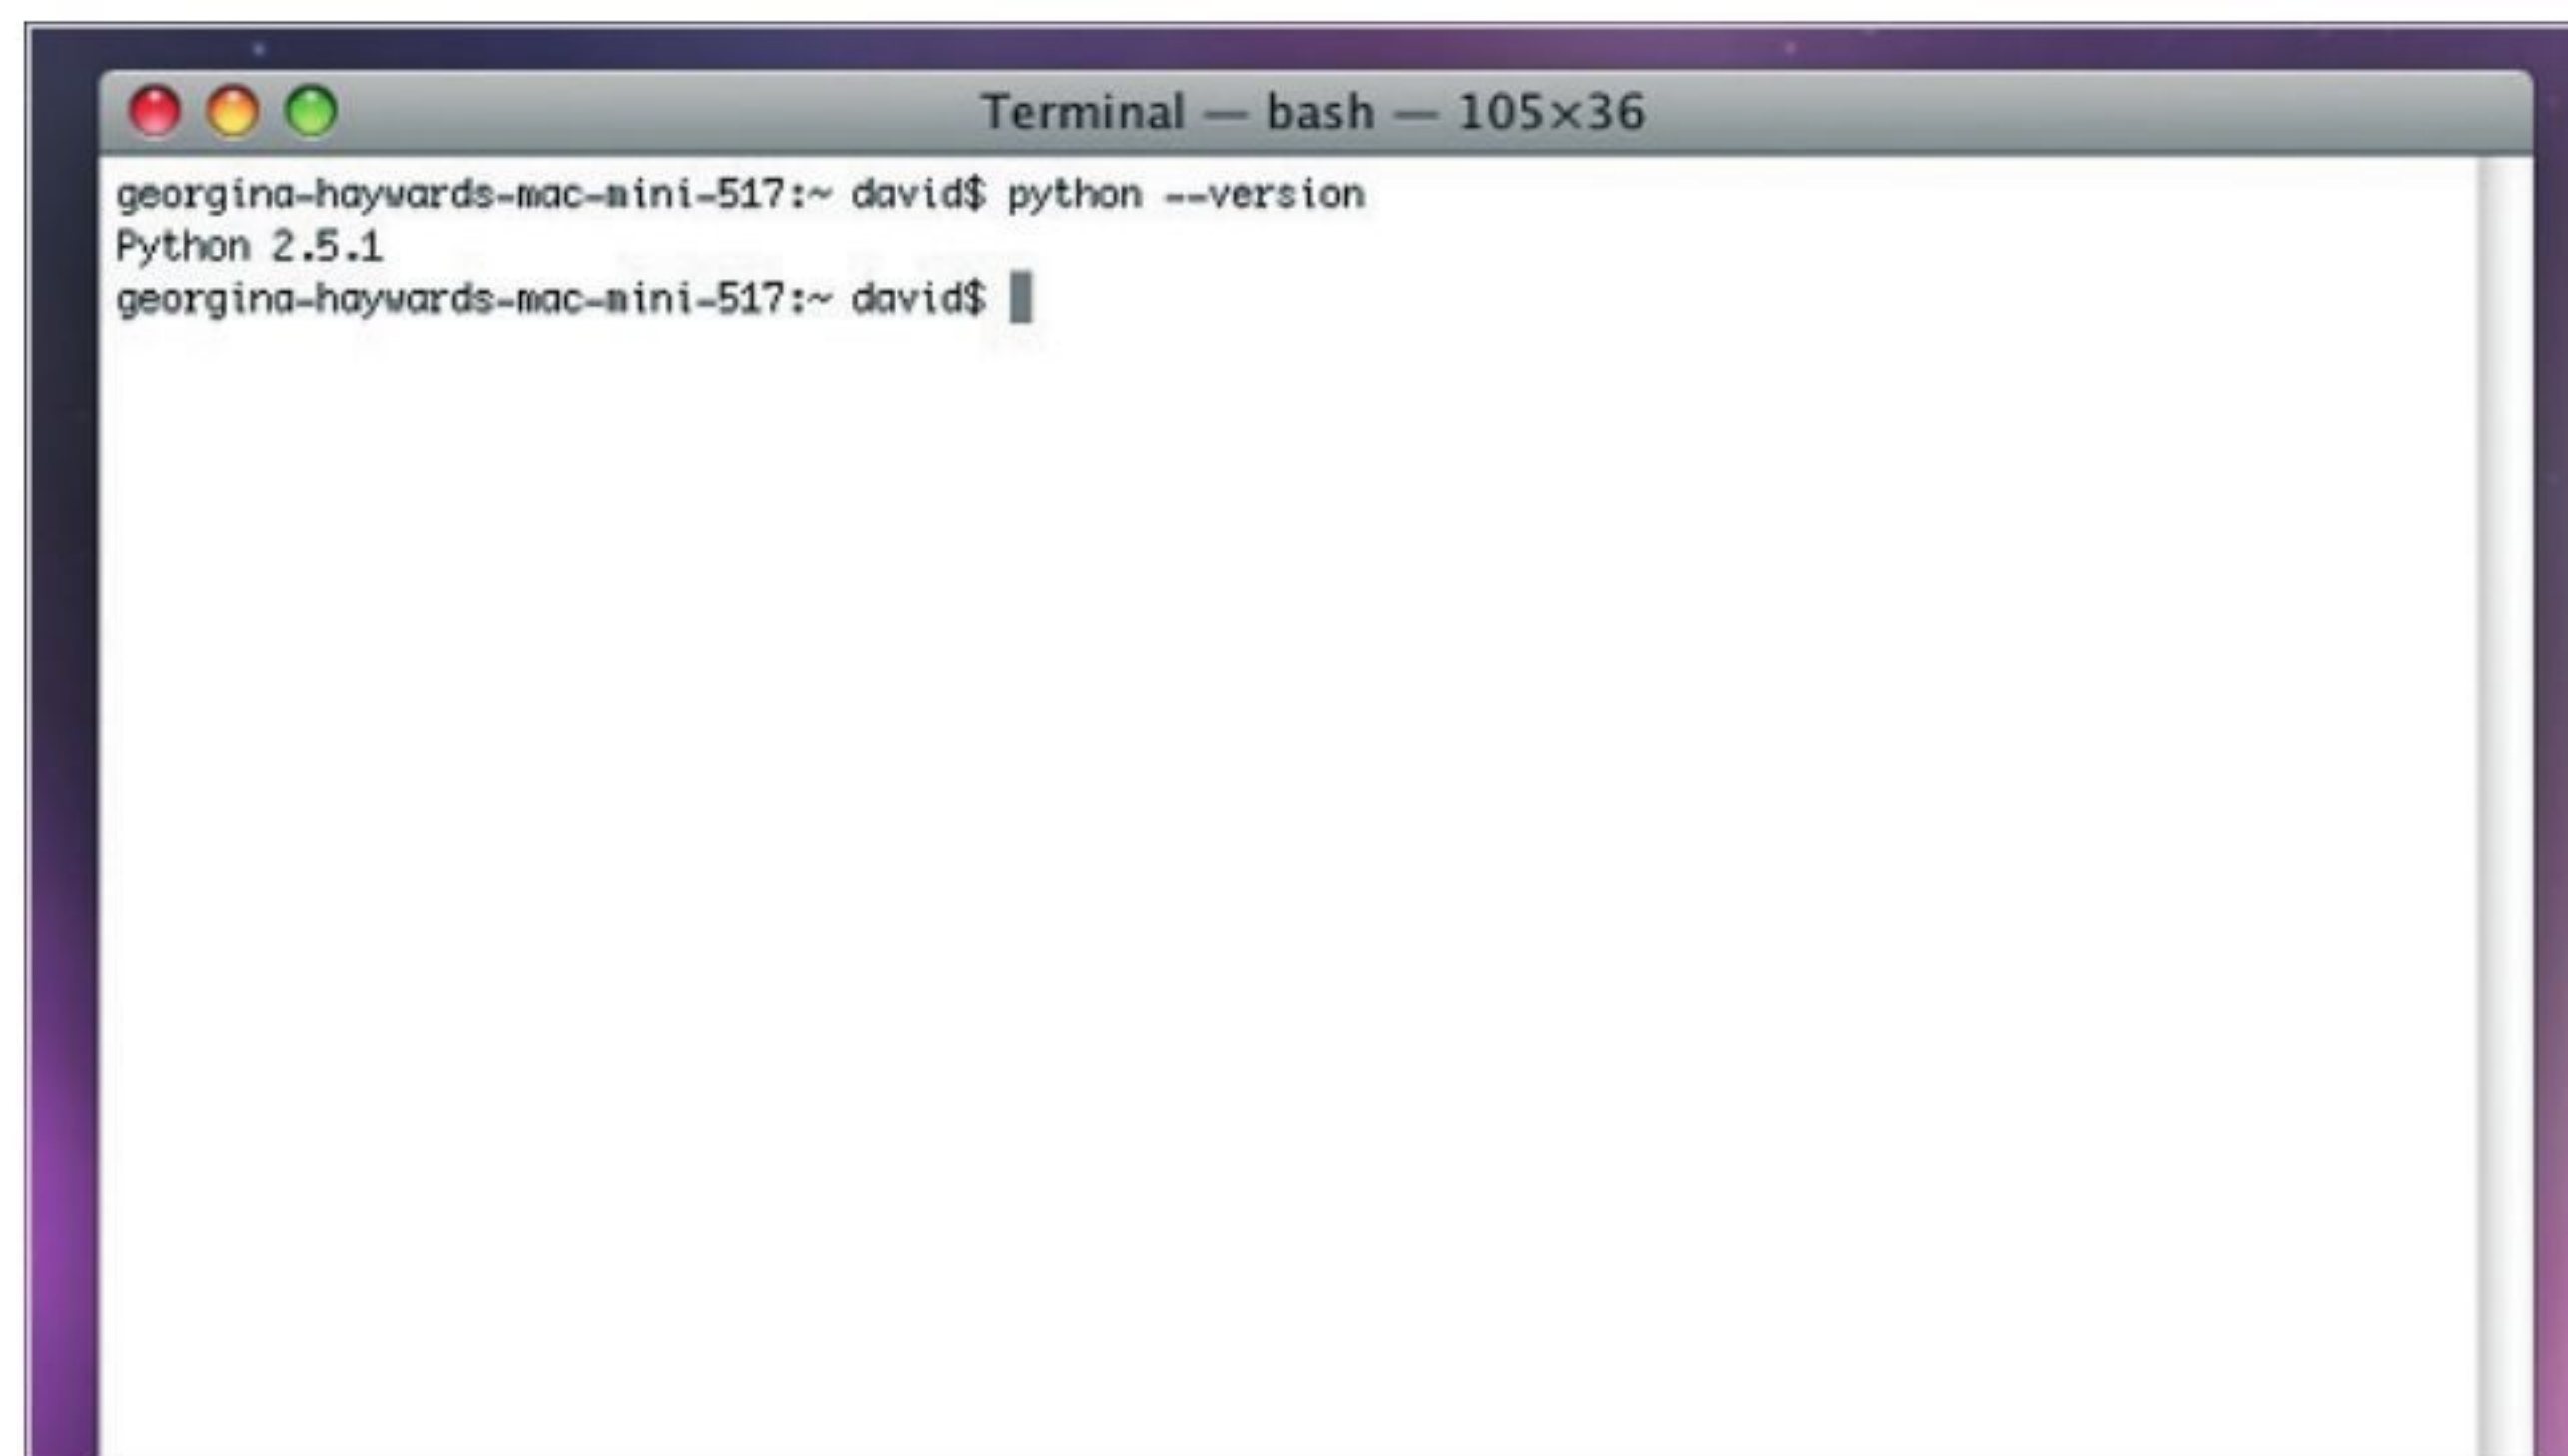 Terminal — bash — 105×36
georgina-haywards-mac-mini-517:~ david$ python --version
Python 2.5.1
georgina-haywards-mac-mini-517:~ david$